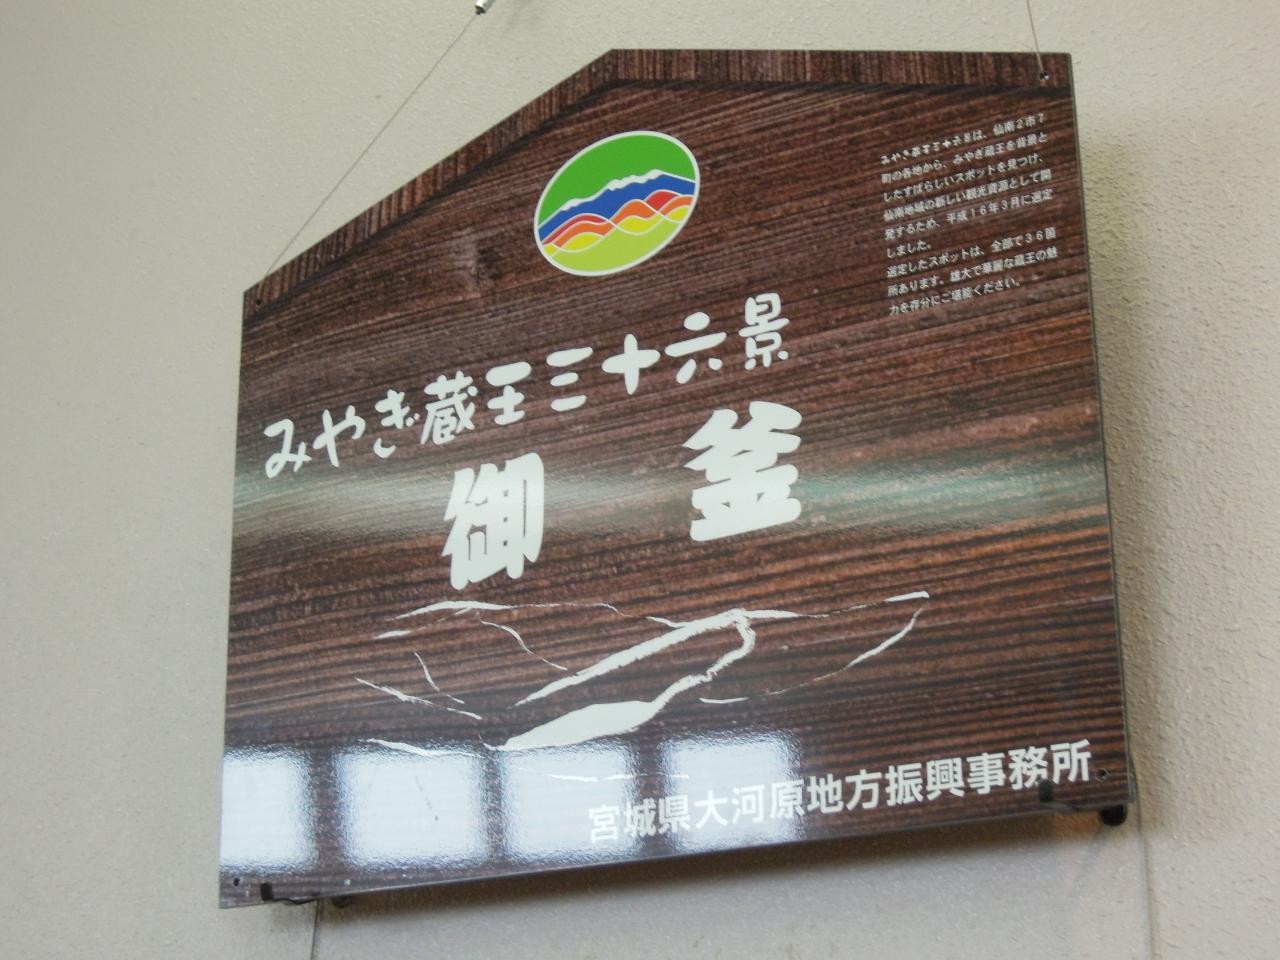 みやぎ蔵王三十六景は、仙南2市7
町の各地から、みやぎ蔵王を背景と
したすばらしいスポットを見つけ、
仙南地域の新しい観光資源として開
発するため、平成16年3月に選定
しました。
選定したスポットは、全部で36箇
所あります。雄大で華麗な蔵王の魅
力を存分にご堪能ください。
みやぎ蔵王三十六景
御釜
宮城県大河原地方振興事務所